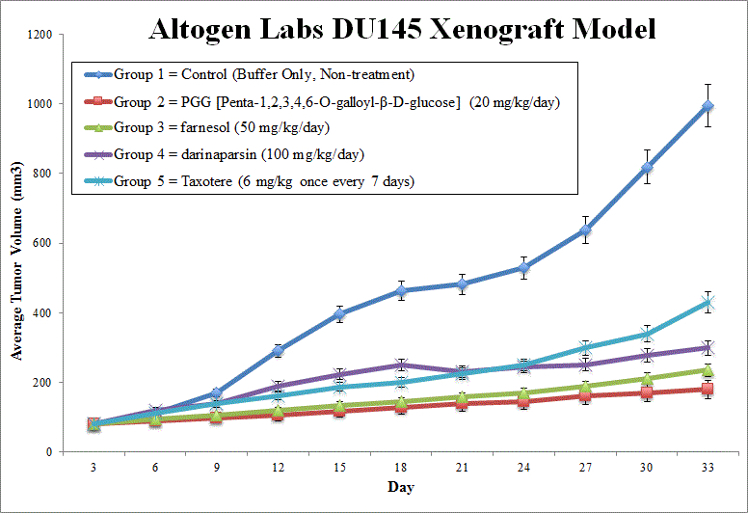 Altogen Labs DU145 Xenograft Model
1200
1000
800
600
400
200
0
Average Tumor Volume (mm3)
Group 1 = Control (Buffer Only, Non-treatment)
Group 2 = PGG [Penta-1,2,3,4,6-O-galloyl-β-D-glucose] (20 mg/kg/day)
Group 3 = farnesol (50 mg/kg/day)
Group 4 = darinaparsin (100 mg/kg/day)
Group 5 = Taxotere (6 mg/kg once every 7 days)
3 6 9 12 15 18 21 24 27 30 33
Day